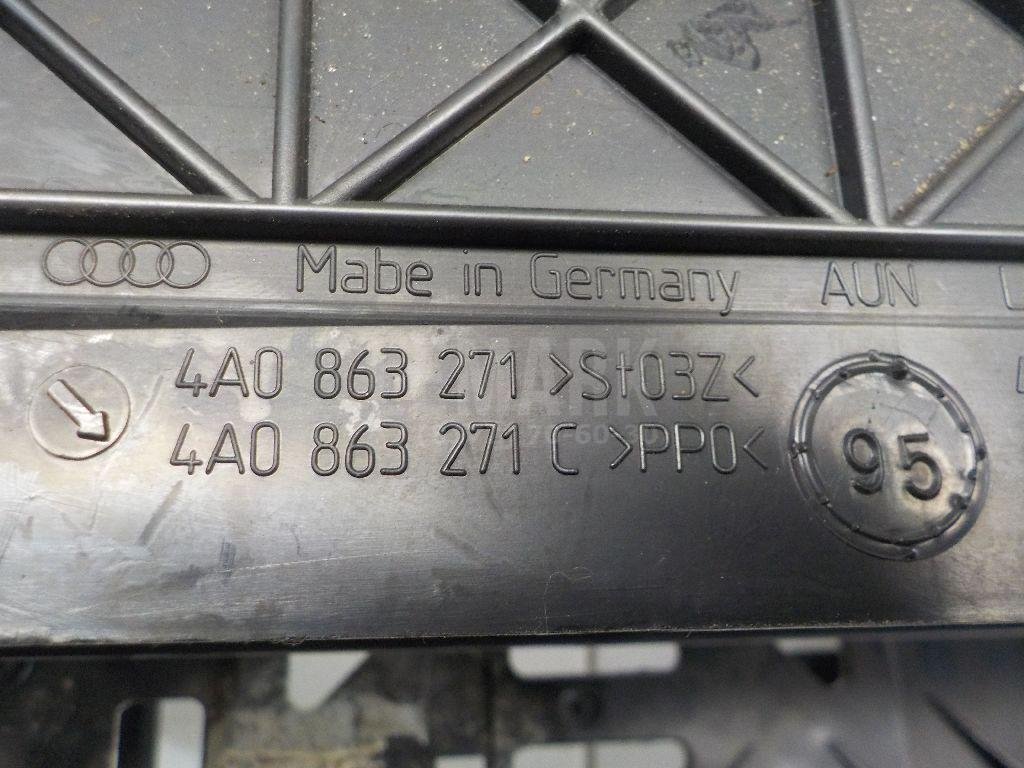 Mabe in Germany AUN
4A0 863 271 >St03Z<
4A0 863 271 C >PP0<
95